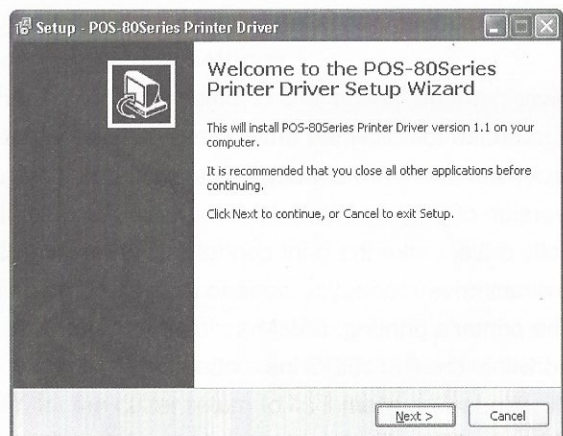 Setup - POS-80Series Printer Driver
Welcome to the POS-80Series
Printer Driver Setup Wizard
This will install POS-80Series Printer Driver version 1.1 on your
computer.
It is recommended that you close all other applications before
continuing.
Click Next to continue, or Cancel to exit Setup.
Next > Cancel